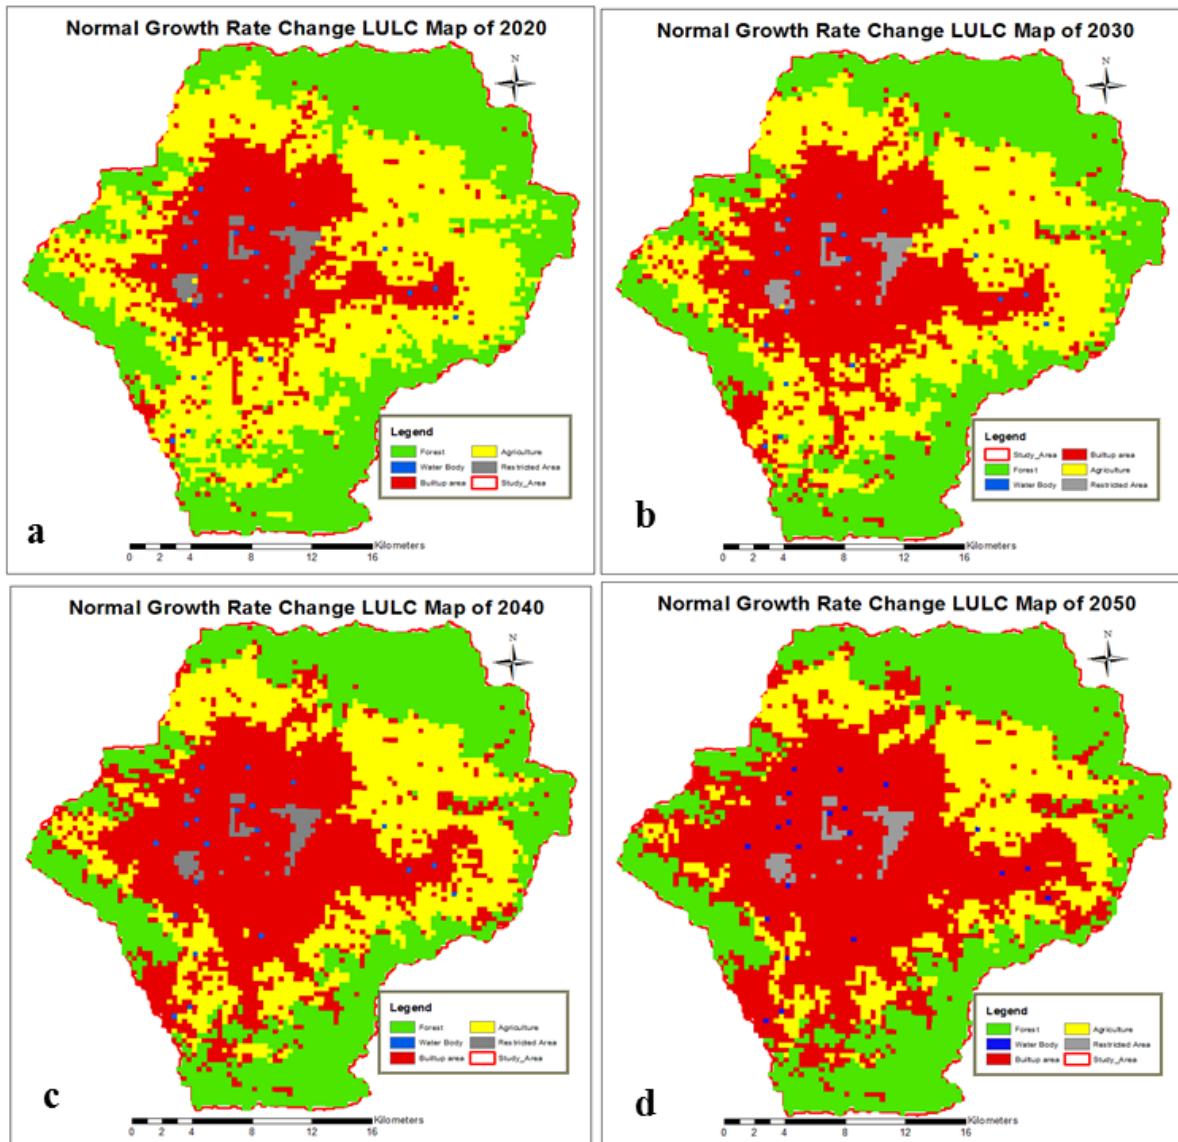 Normal Growth Rate Change LULC Map of 2020
N
Legend
Forest Agriculture
Water Body Restricted Area
Builtup area Study_Area
a
Kilometers
0 2 4 8 12 16
Normal Growth Rate Change LULC Map of 2030
N
Legend
Study_Area Builtup area
Forest Agriculture
Water Body Restricted Area
b
Kilometers
0 2 4 8 12 16
Normal Growth Rate Change LULC Map of 2040
N
Legend
Forest Agriculture
Water Body Restricted Area
Builtup area Study_Area
c
Kilometers
0 2 4 8 12 16
Normal Growth Rate Change LULC Map of 2050
N
Legend
Forest Agriculture
Water Body Restricted Area
Builtup area Study_Area
d
Kilometers
0 2 4 8 12 16